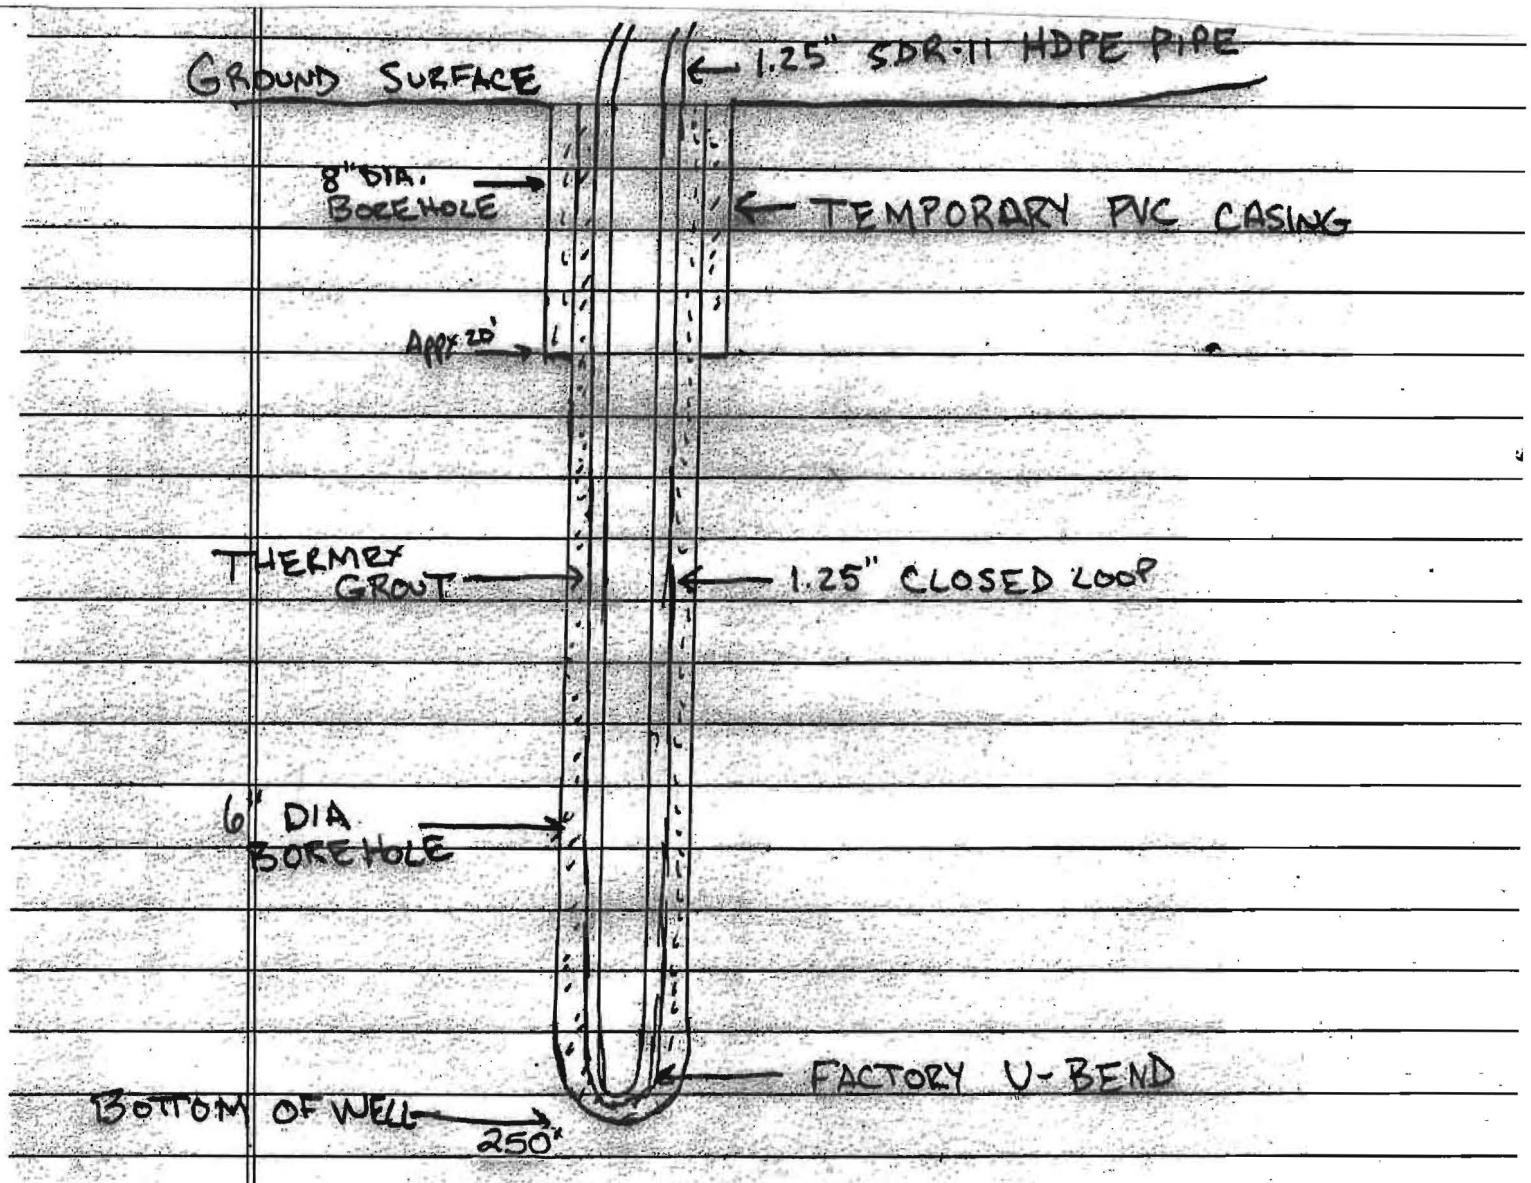 GROUND SURFACE
1.25" SDR-11 HDPE PIPE
8" DIA.
BOREHOLE
TEMPORARY PVC CASING
Appx 20'
THERMEX
GROUT
1.25" CLOSED LOOP
6" DIA
BOREHOLE
FACTORY U-BEND
BOTTOM OF WELL
250'